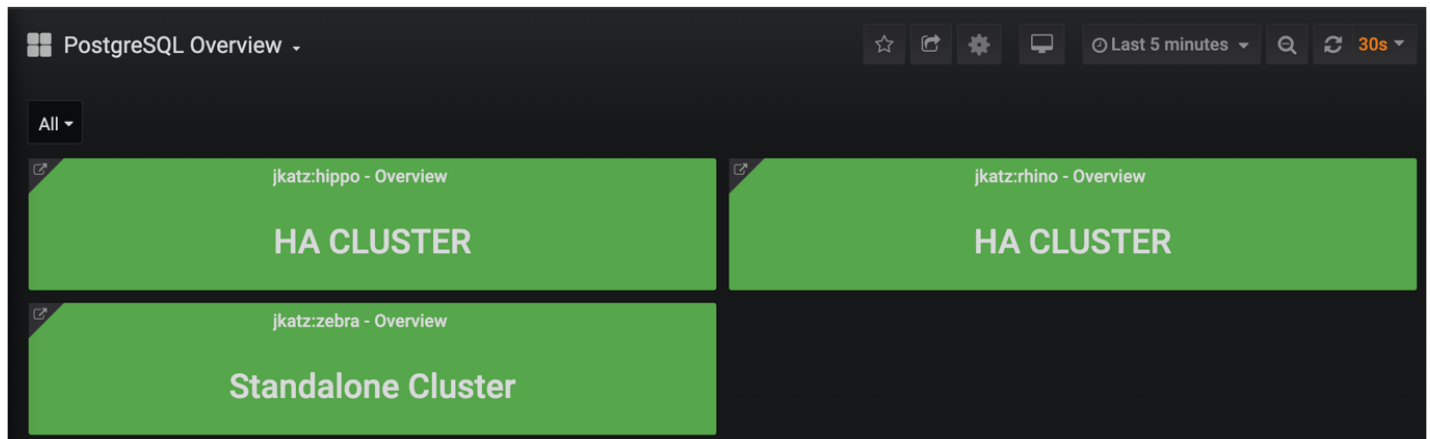 PostgreSQL Overview
Last 5 minutes
30s
All
jkatz:hippo - Overview
HA CLUSTER
jkatz:rhino - Overview
HA CLUSTER
jkatz:zebra - Overview
Standalone Cluster